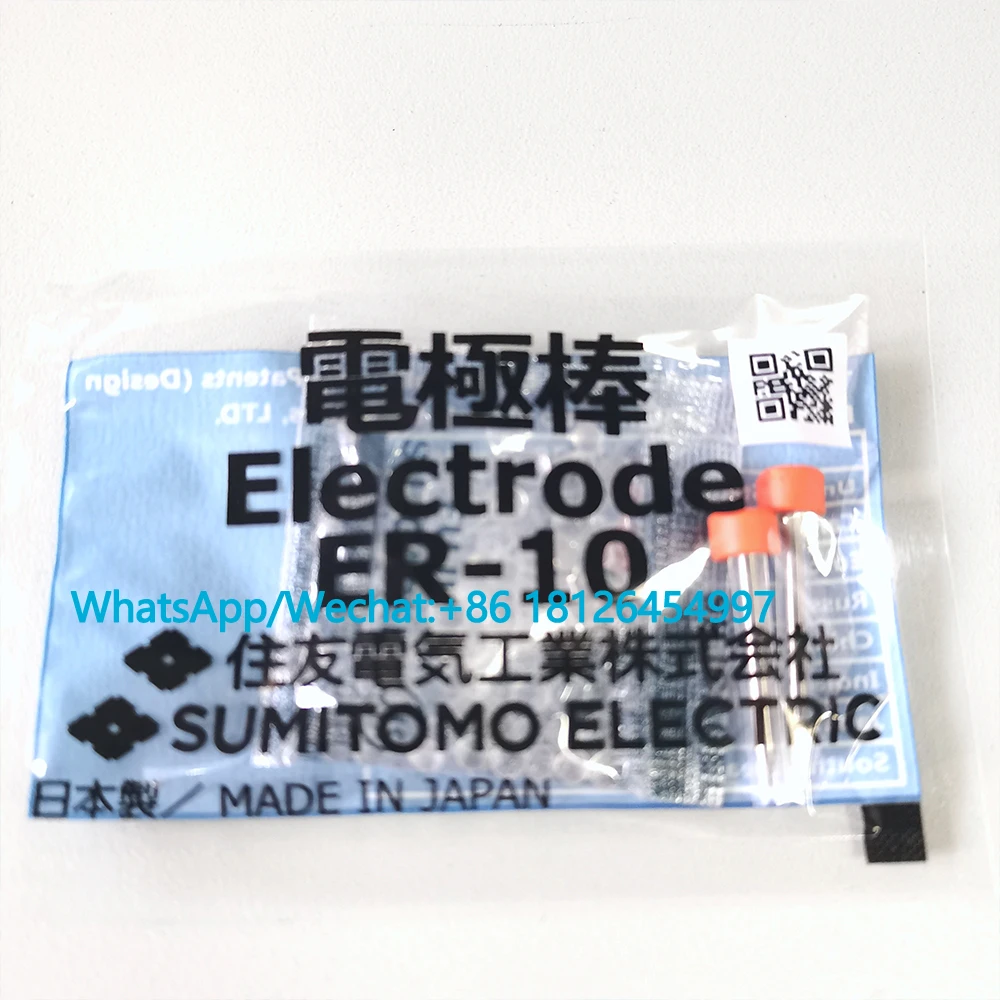 電極棒
Electrode
ER-10
WhatsApp/Wechat:+86 18126454997
住友電気工業株式会社
SUMITOMO ELECTRIC
日本製／ MADE IN JAPAN
Patents (Design
LTD.